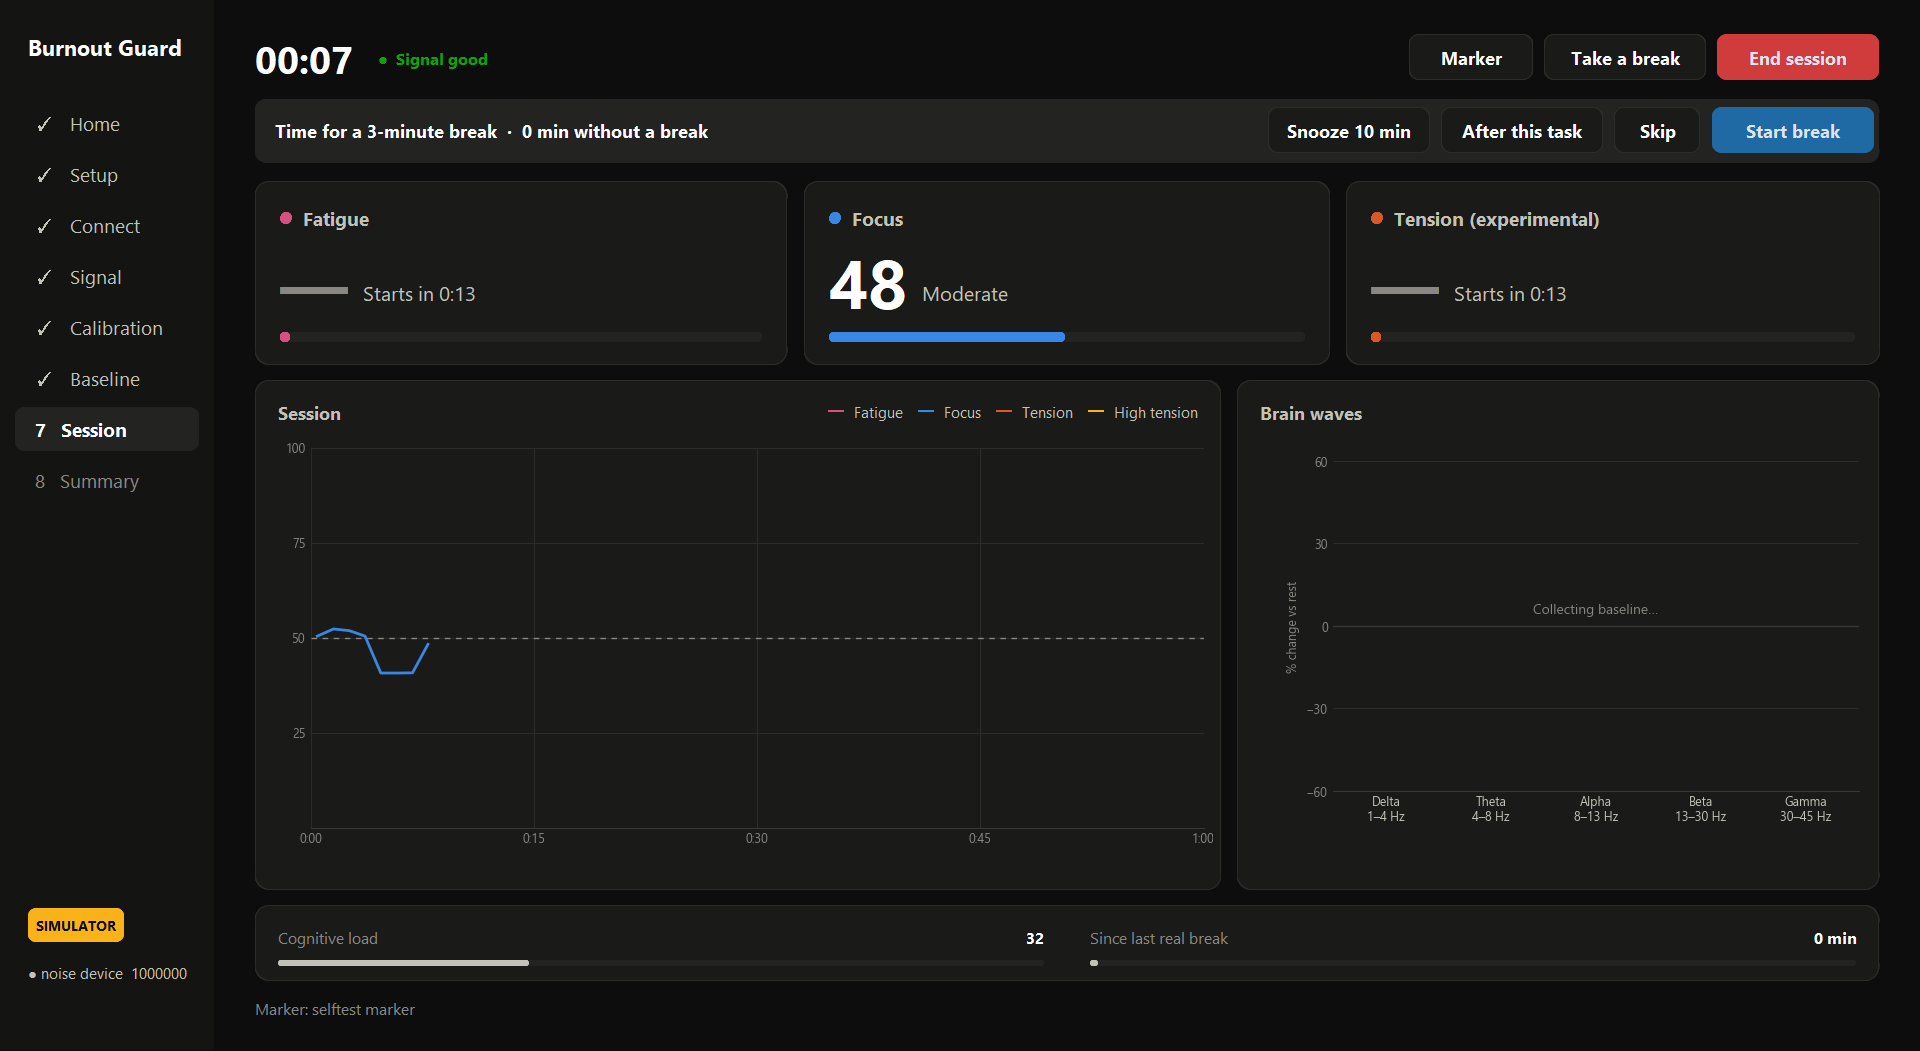 Burnout Guard
✓ Home
✓ Setup
✓ Connect
✓ Signal
✓ Calibration
✓ Baseline
7 Session
8 Summary
SIMULATOR
● noise device 1000000
00:07
● Signal good
Marker
Take a break
End session
Time for a 3-minute break · 0 min without a break
Snooze 10 min
After this task
Skip
Start break
Fatigue
Starts in 0:13
Focus
48 Moderate
Tension (experimental)
Starts in 0:13
Session
Fatigue
Focus
Tension
High tension
100
75
50
25
0:00
0:15
0:30
0:45
1:00
Brain waves
% change vs rest
60
30
0
−30
−60
Collecting baseline...
Delta
1–4 Hz
Theta
4–8 Hz
Alpha
8–13 Hz
Beta
13–30 Hz
Gamma
30–45 Hz
Cognitive load
32
Since last real break
0 min
Marker: selftest marker